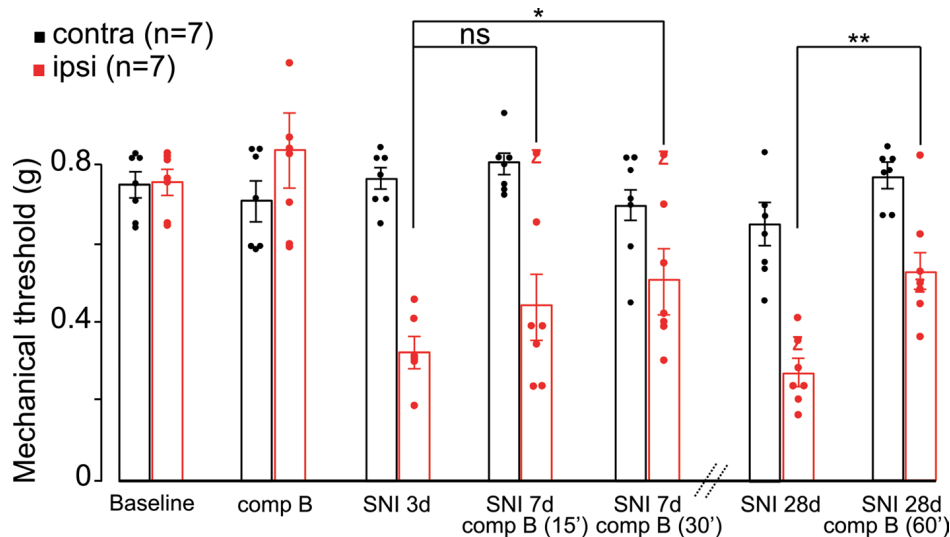 contra (n=7)
ipsi (n=7)
*
ns
**
Mechanical threshold (g)
0.8
0.4
0
Σ
Σ
Σ
Σ
Baseline
comp B
SNI 3d
SNI 7d
comp B (15’)
SNI 7d
comp B (30’)
SNI 28d
SNI 28d
comp B (60’)